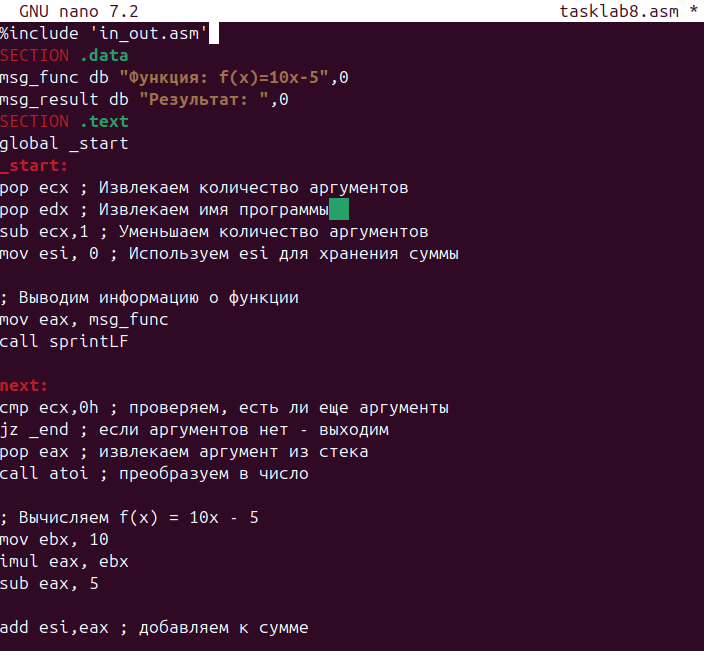 GNU nano 7.2 tasklab8.asm *
%include 'in_out.asm'
SECTION .data
msg_func db "Функция: f(x)=10x-5",0
msg_result db "Результат: ",0
SECTION .text
global _start
_start:
pop ecx ; Извлекаем количество аргументов
pop edx ; Извлекаем имя программы
sub ecx,1 ; Уменьшаем количество аргументов
mov esi, 0 ; Используем esi для хранения суммы
; Выводим информацию о функции
mov eax, msg_func
call sprintLF
next:
cmp ecx,0h ; проверяем, есть ли еще аргументы
jz _end ; если аргументов нет - выходим
pop eax ; извлекаем аргумент из стека
call atoi ; преобразуем в число
; Вычисляем f(x) = 10x - 5
mov ebx, 10
imul eax, ebx
sub eax, 5
add esi,eax ; добавляем к сумме